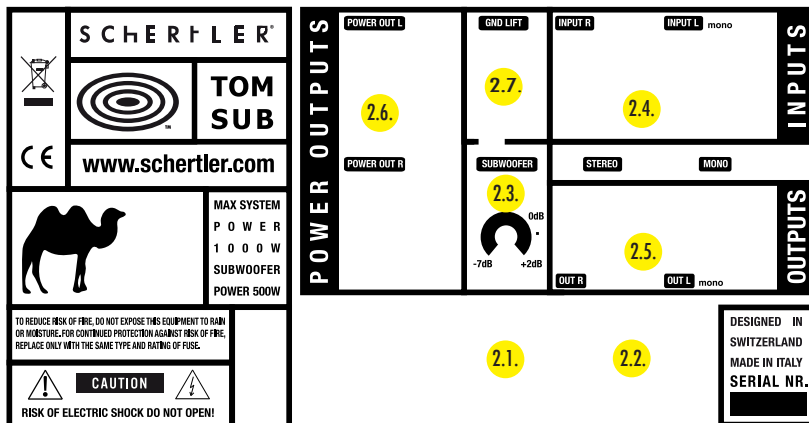 SCHERTLER®
TOM
SUB
™
CE
www.schertler.com
MAX SYSTEM
POWER
1000W
SUBWOOFER
POWER 500W
TO REDUCE RISK OF FIRE, DO NOT EXPOSE THIS EQUIPMENT TO RAIN
OR MOISTURE. FOR CONTINUED PROTECTION AGAINST RISK OF FIRE,
REPLACE ONLY WITH THE SAME TYPE AND RATING OF FUSE.
CAUTION
RISK OF ELECTRIC SHOCK DO NOT OPEN!
POWER OUTPUTS
POWER OUT L
2.6.
POWER OUT R
GND LIFT
2.7.
SUBWOOFER
2.3.
0dB
-7dB
+2dB
INPUT R
INPUT L mono
2.4.
INPUTS
STEREO
MONO
2.5.
OUT R
OUT L mono
OUTPUTS
2.1.
2.2.
DESIGNED IN
SWITZERLAND
MADE IN ITALY
SERIAL NR.